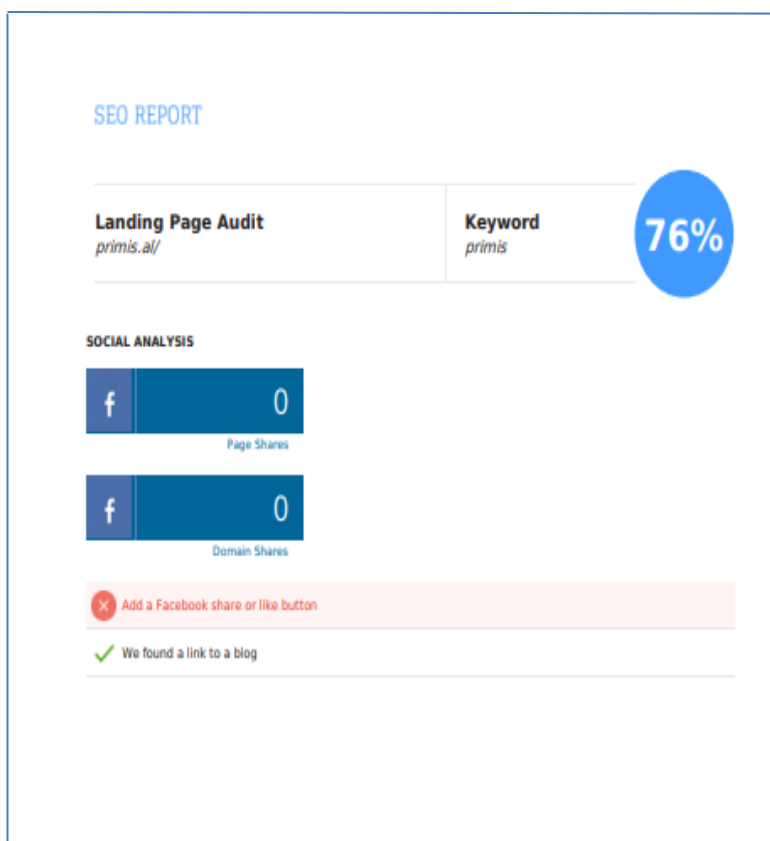 SEO REPORT
Landing Page Audit
primis.al/
Keyword
primis
76%
SOCIAL ANALYSIS
f
0
Page Shares
f
0
Domain Shares
Add a Facebook share or like button
We found a link to a blog